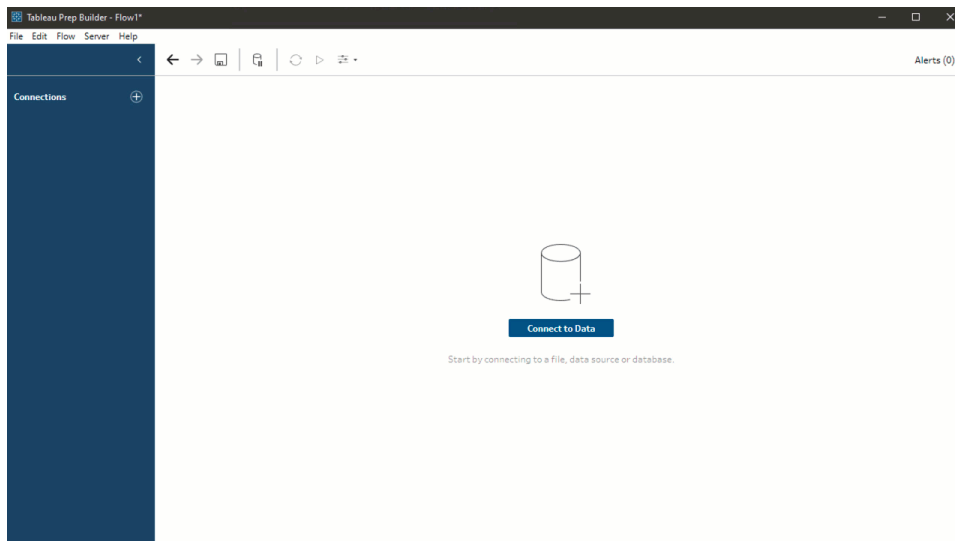 Tableau Prep Builder - Flow1*
File Edit Flow Server Help
Alerts (0)
Connections
Connect to Data
Start by connecting to a file, data source or database.